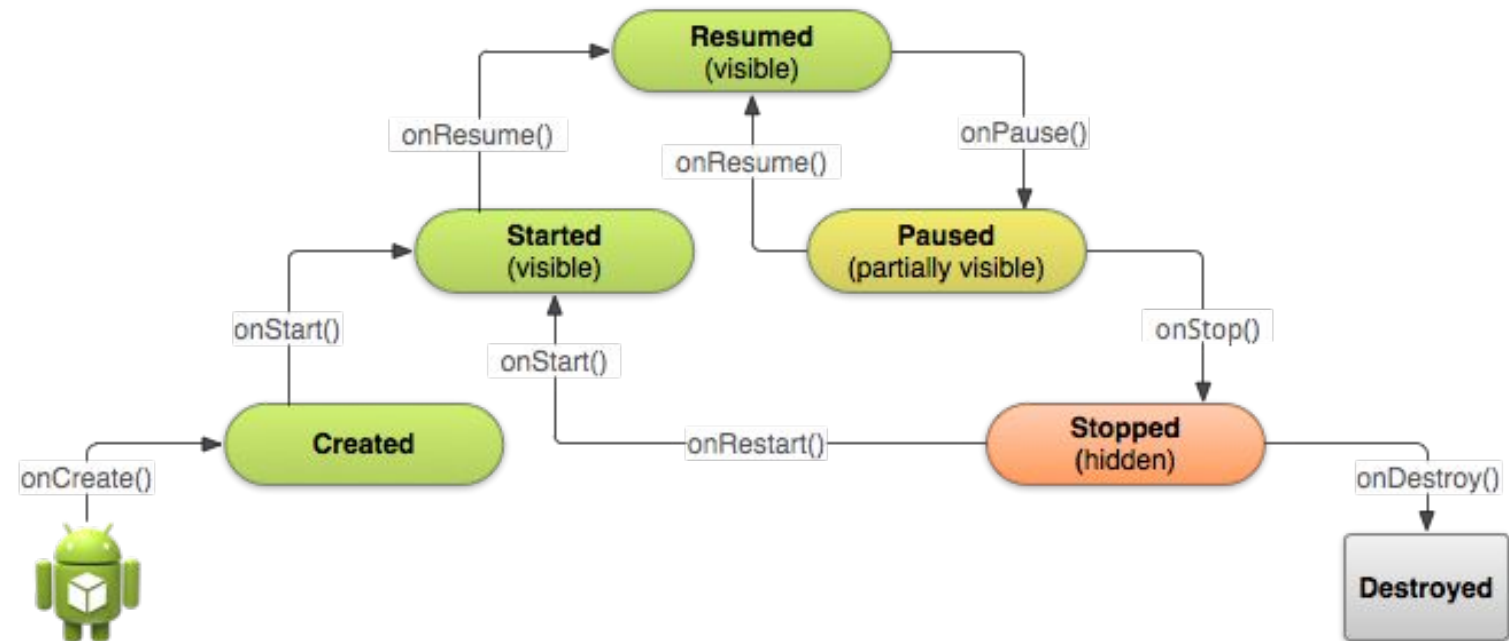 Resumed
(visible)
onResume()
onPause()
onResume()
Started
(visible)
Paused
(partially visible)
onStart()
onStop()
onStart()
Created
onRestart()
Stopped
(hidden)
onCreate()
onDestroy()
Destroyed